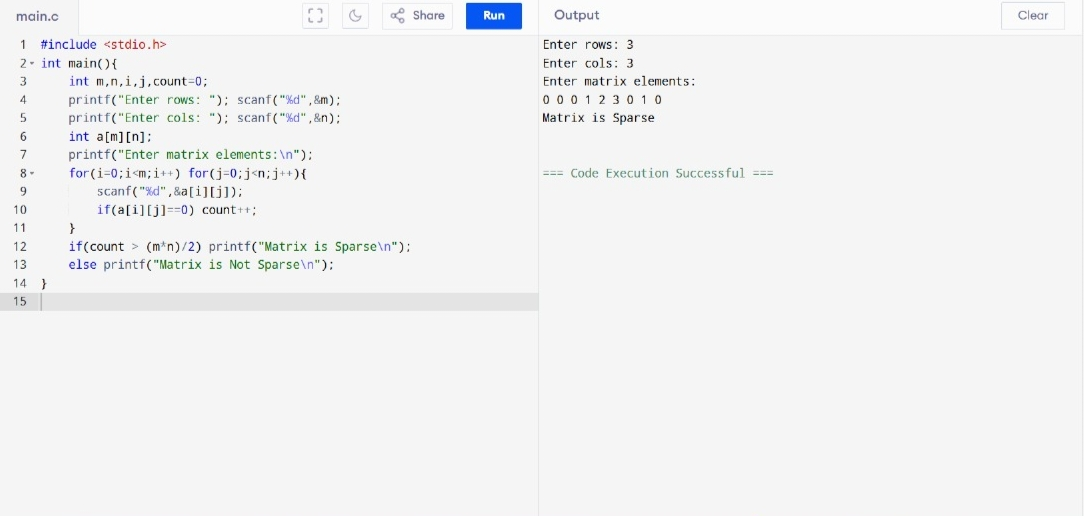 main.c
Share
Run
Output
Clear
1 #include <stdio.h>
2 int main(){
3     int m,n,i,j,count=0;
4     printf("Enter rows: "); scanf("%d",&m);
5     printf("Enter cols: "); scanf("%d",&n);
6     int a[m][n];
7     printf("Enter matrix elements:\n");
8     for(i=0;i<m;i++) for(j=0;j<n;j++){
9         scanf("%d",&a[i][j]);
10         if(a[i][j]==0) count++;
11     }
12     if(count > (m*n)/2) printf("Matrix is Sparse\n");
13     else printf("Matrix is Not Sparse\n");
14 }
15
Enter rows: 3
Enter cols: 3
Enter matrix elements:
0 0 0 1 2 3 0 1 0
Matrix is Sparse
=== Code Execution Successful ===